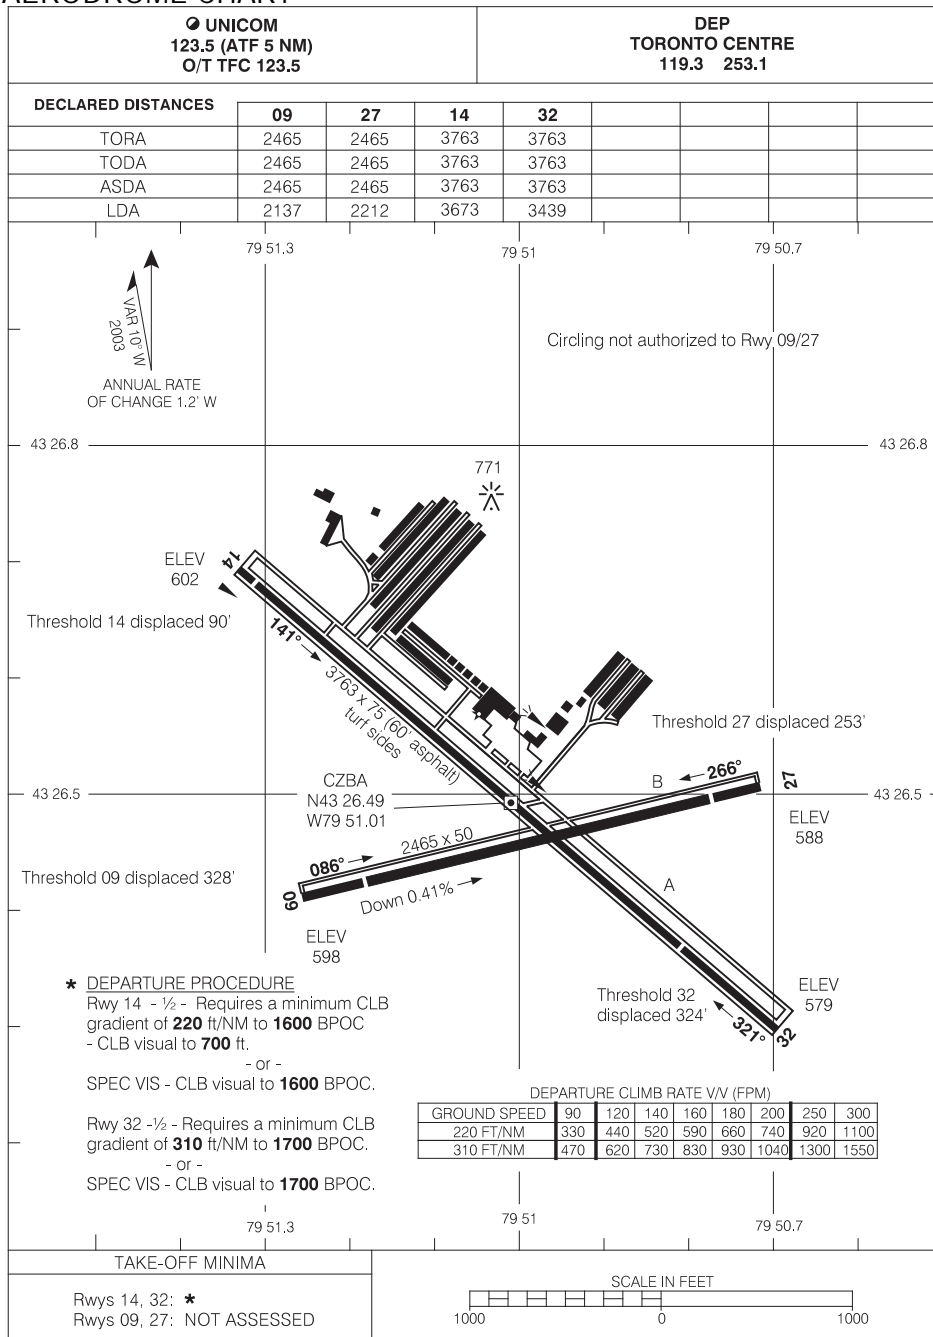 AERODROME CHART
UNICOM
123.5 (ATF 5 NM)
O/T TFC 123.5
DEP
TORONTO CENTRE
119.3 253.1
DECLARED DISTANCES 09 27 14 32
TORA 2465 2465 3763 3763
TODA 2465 2465 3763 3763
ASDA 2465 2465 3763 3763
LDA 2137 2212 3673 3439
79 51.3 79 51 79 50.7
VAR 10° W
2003
ANNUAL RATE
OF CHANGE 1.2' W
Circling not authorized to Rwy 09/27
43 26.8 43 26.8
771
ELEV
602
14
Threshold 14 displaced 90'
141°
3763 x 75 (60' asphalt)
turf sides
Threshold 27 displaced 253'
CZBA
N43 26.49
W79 51.01
B
266°
27
43 26.5 43 26.5
ELEV
588
2465 x 50
086°
Threshold 09 displaced 328'
09
Down 0.41%
A
ELEV
598
ELEV
579
Threshold 32
displaced 324'
321°
32
* DEPARTURE PROCEDURE
Rwy 14 - ½ - Requires a minimum CLB
gradient of 220 ft/NM to 1600 BPOC
- CLB visual to 700 ft.
- or -
SPEC VIS - CLB visual to 1600 BPOC.
Rwy 32 -½ - Requires a minimum CLB
gradient of 310 ft/NM to 1700 BPOC.
- or -
SPEC VIS - CLB visual to 1700 BPOC.
DEPARTURE CLIMB RATE V/V (FPM)
GROUND SPEED 90 120 140 160 180 200 250 300
220 FT/NM 330 440 520 590 660 740 920 1100
310 FT/NM 470 620 730 830 930 1040 1300 1550
79 51.3 79 51 79 50.7
TAKE-OFF MINIMA
Rwys 14, 32: *
Rwys 09, 27: NOT ASSESSED
SCALE IN FEET
1000 0 1000